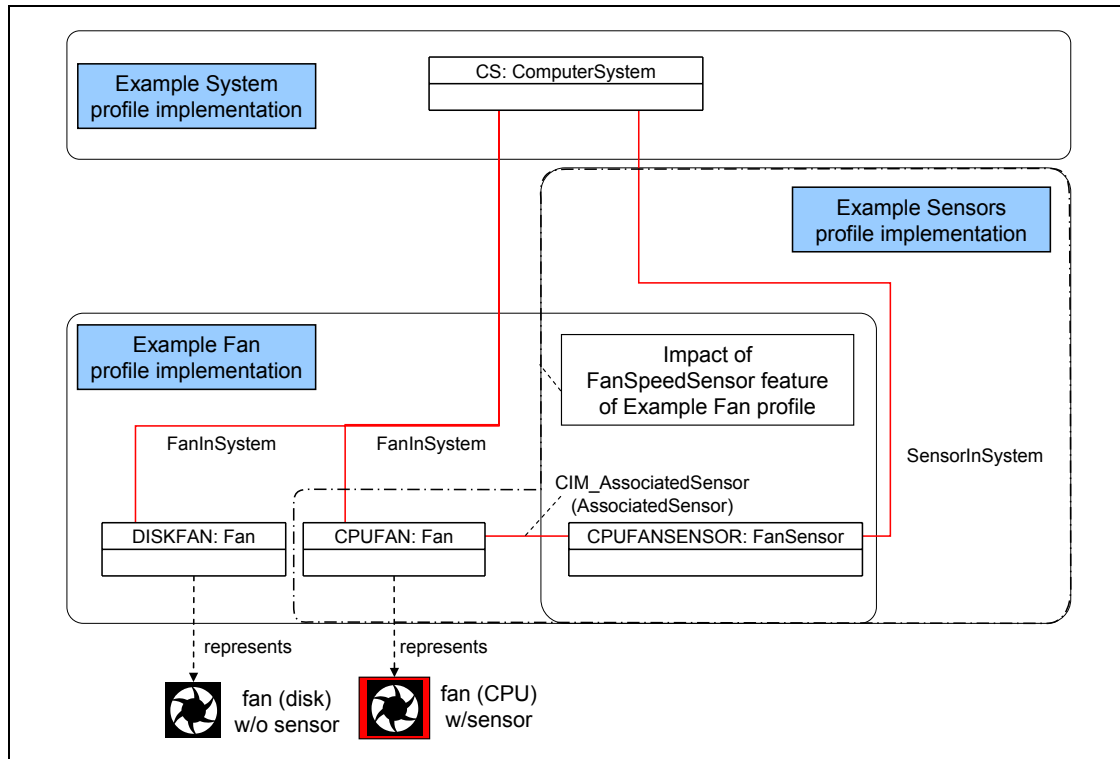 Example System
profile implementation
CS: ComputerSystem
Example Sensors
profile implementation
Example Fan
profile implementation
Impact of
FanSpeedSensor feature
of Example Fan profile
FanInSystem
FanInSystem
SensorInSystem
CIM_AssociatedSensor
(AssociatedSensor)
DISKFAN: Fan
CPUFAN: Fan
CPUFANSENSOR: FanSensor
represents
represents
fan (disk)
w/o sensor
fan (CPU)
w/sensor